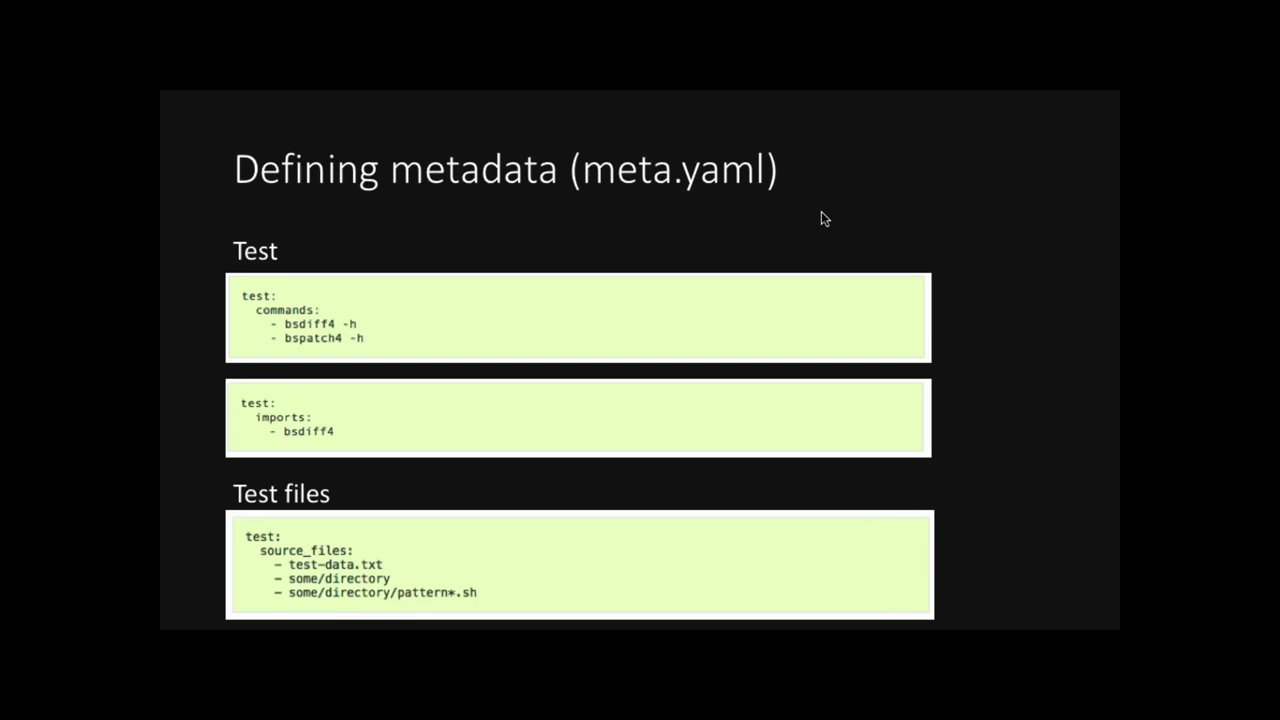 Defining metadata (meta.yaml)
Test
test:
  commands:
    - bsdiff4 -h
    - bspatch4 -h
test:
  imports:
    - bsdiff4
Test files
test:
  source_files:
    - test-data.txt
    - some/directory
    - some/directory/pattern*.sh